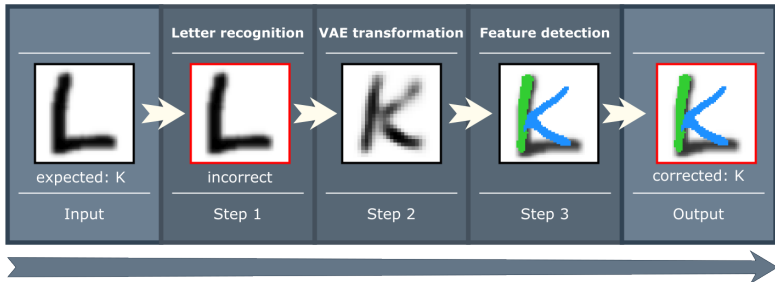 Letter recognition
VAE transformation
Feature detection
L
L
K
K
K
expected: K
incorrect
corrected: K
Input
Step 1
Step 2
Step 3
Output